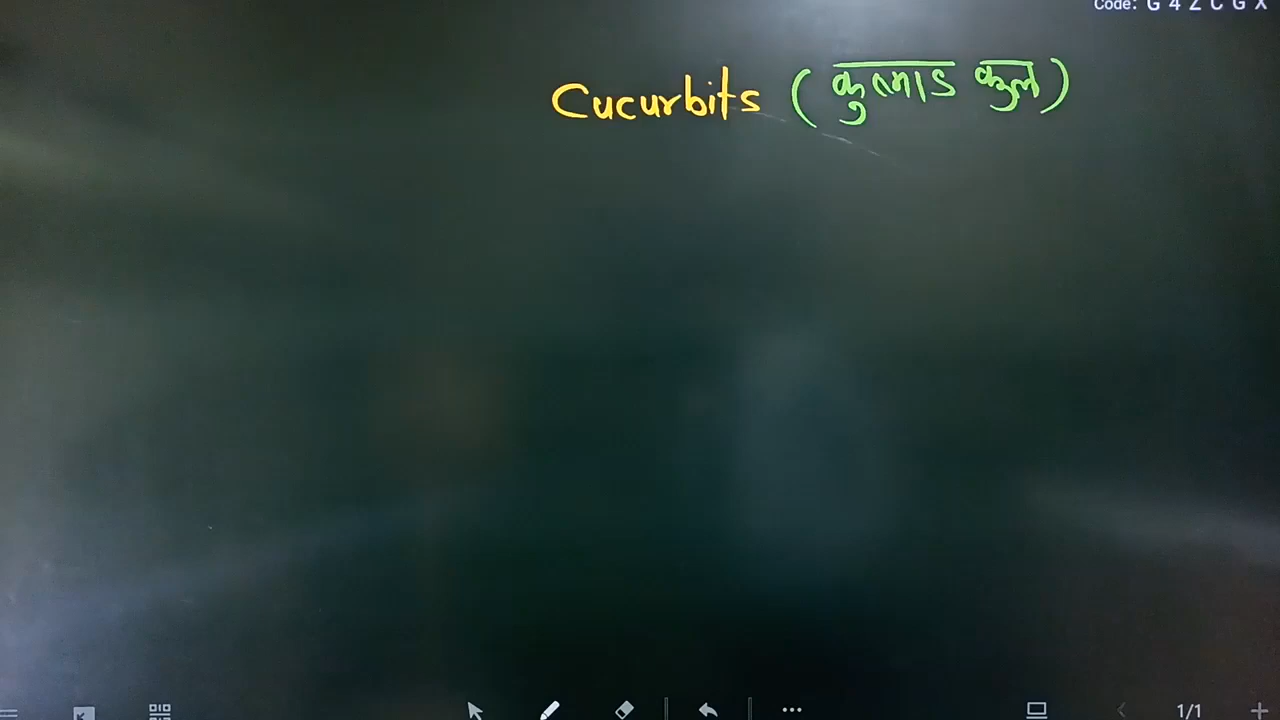 Code: G 4 Z C G X
Cucurbits ( कुल )
1/1